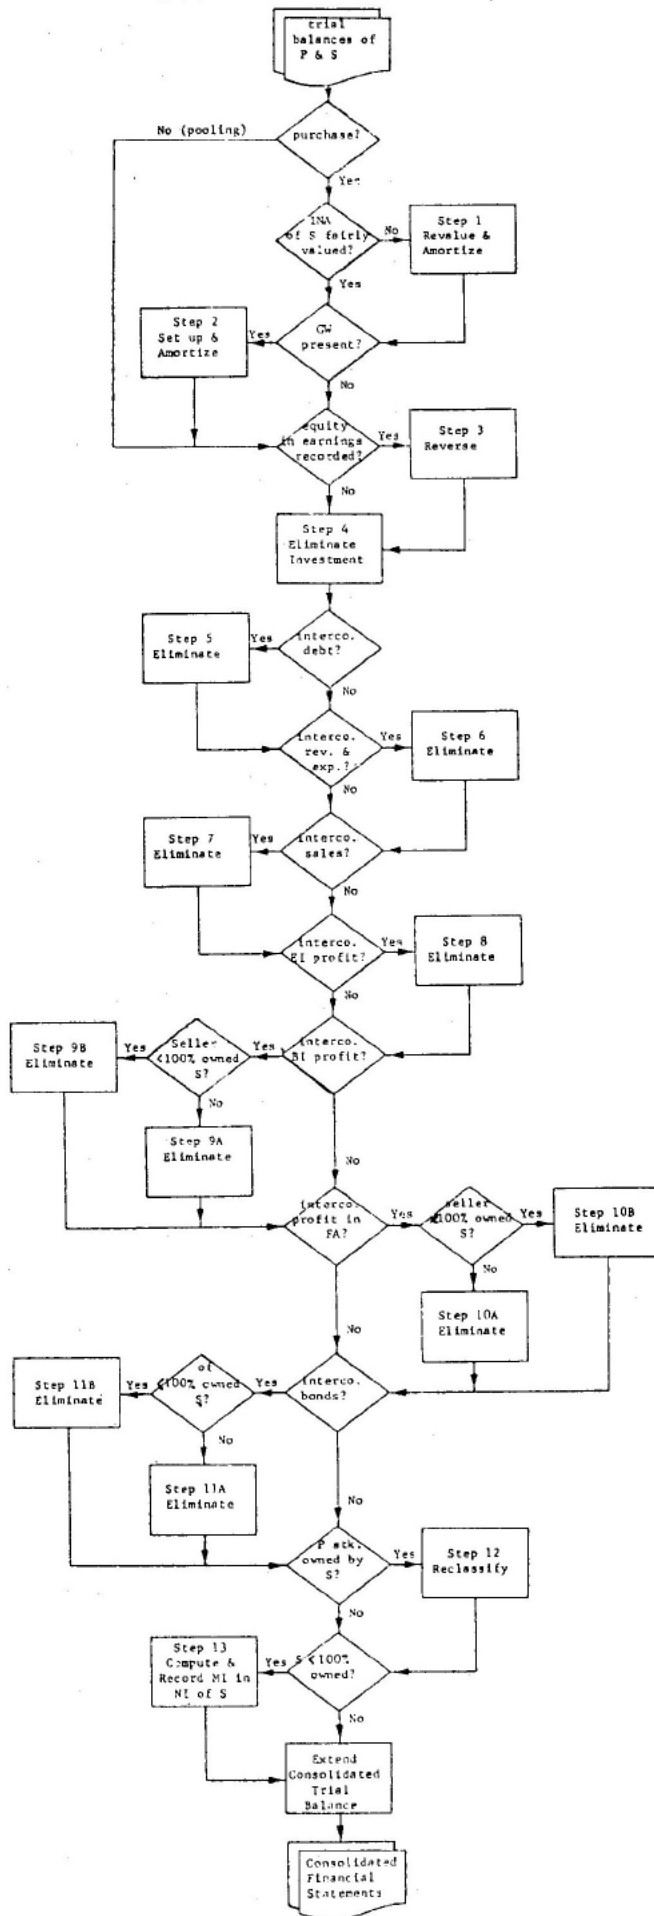 trial
balances of
P & S
No (pooling)
purchase?
Yes
INA
of S fairly
valued?
No
Step 1
Revalue &
Amortize
Yes
Step 2
Set up &
Amortize
Yes
GW
present?
No
equity
in earnings
recorded?
Yes
Step 3
Reverse
No
Step 4
Eliminate
Investment
Step 5
Eliminate
Yes
interco.
debt?
No
interco.
rev. &
exp.?
Yes
Step 6
Eliminate
No
Step 7
Eliminate
Yes
interco.
sales?
No
interco.
EI profit?
Yes
Step 8
Eliminate
No
Step 9B
Eliminate
Yes
Seller
<100% owned
S?
Yes
interco.
BI profit?
No
Step 9A
Eliminate
No
interco.
profit in
FA?
Yes
seller
<100% owned
S?
Yes
Step 10B
Eliminate
No
Step 10A
Eliminate
No
Step 11B
Eliminate
Yes
of
<100% owned
S?
Yes
interco.
bonds?
No
Step 11A
Eliminate
No
P stk.
owned by
S?
Yes
Step 12
Reclassify
No
Step 13
Compute &
Record MI in
NI of S
Yes
S <100%
owned?
No
Extend
Consolidated
Trial
Balance
Consolidated
Financial
Statements